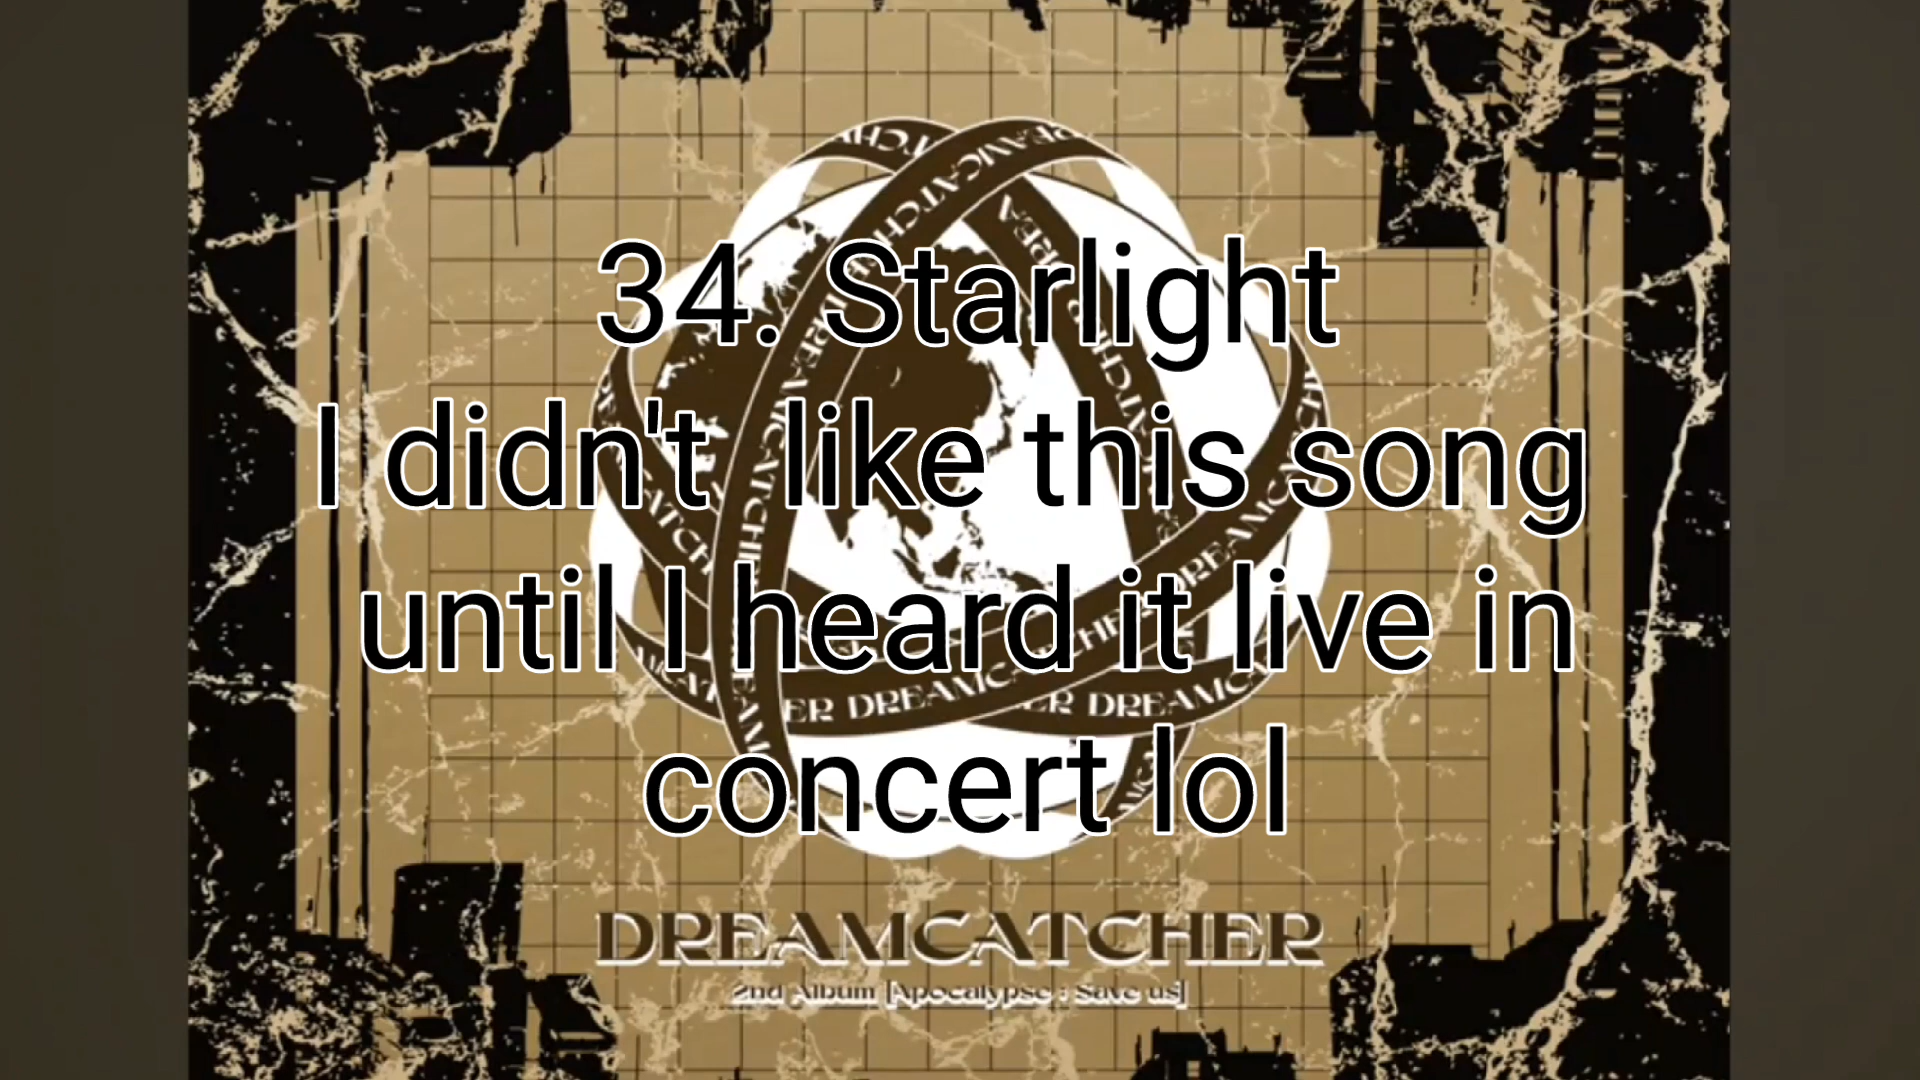 34. Starlight
I didn't  like this song
until I heard it live in
concert lol
DREAMCATCHER
2nd Album [Apocalypse : Save us]